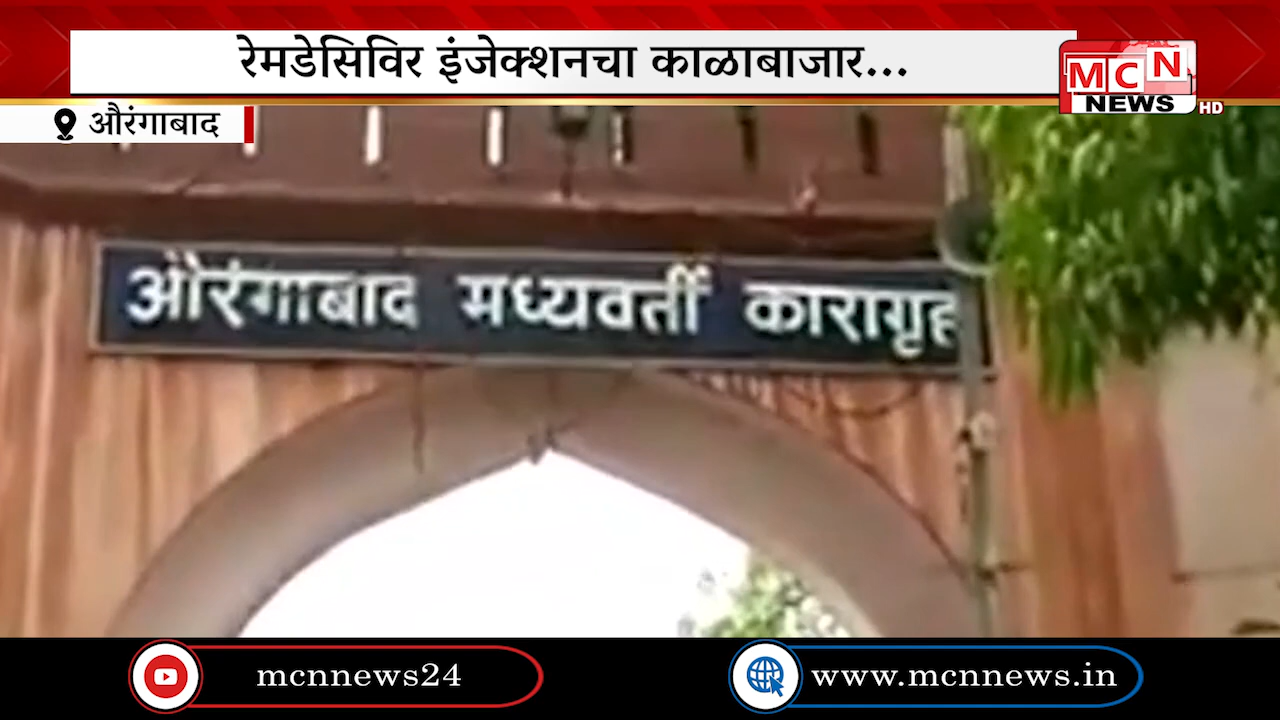 रेमडेसिविर इंजेक्शनचा काळाबाजार...
MCN
NEWS HD
औरंगाबाद
औरंगाबाद मध्यवर्ती कारागृह
mcnnews24
www.mcnnews.in